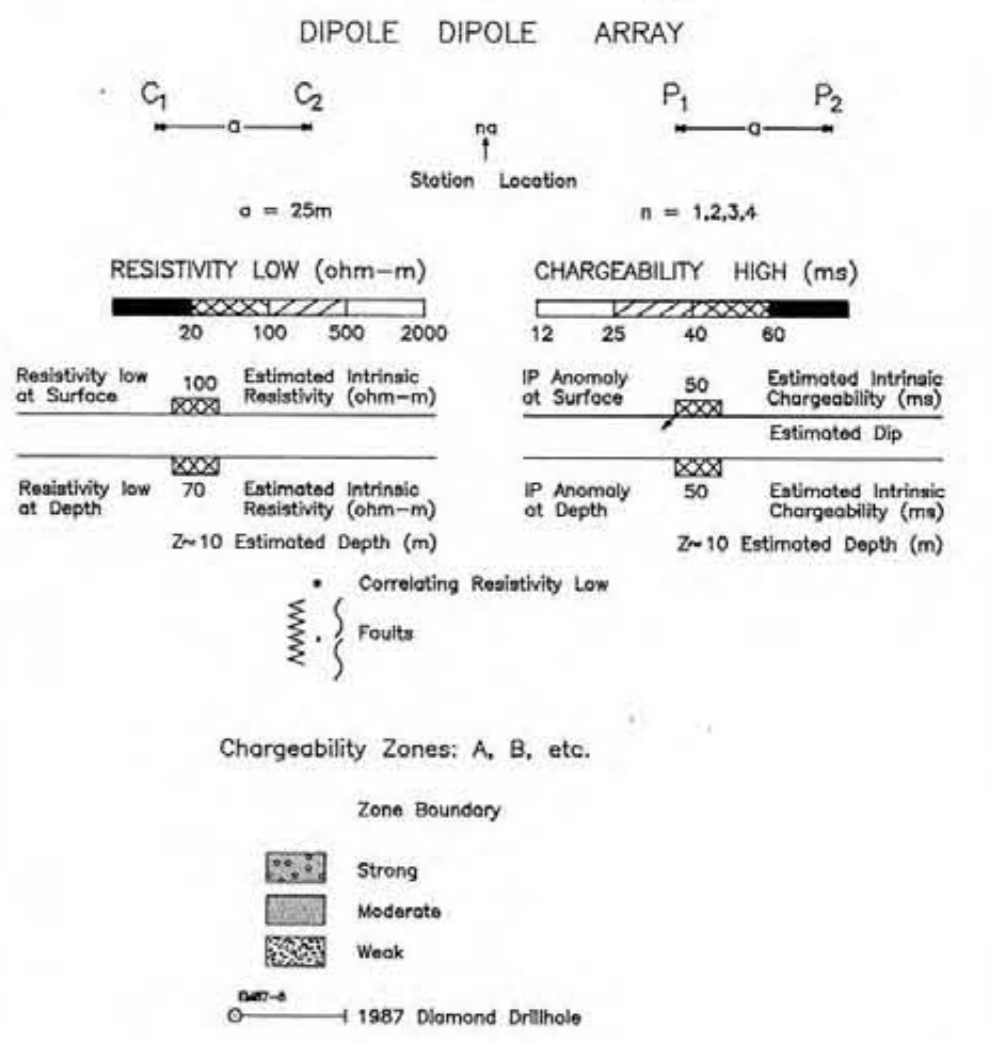 DIPOLE DIPOLE ARRAY
C1 C2 P1 P2
a na a
Station Location
a = 25m n = 1,2,3,4
RESISTIVITY LOW (ohm-m) CHARGEABILITY HIGH (ms)
20 100 500 2000 12 25 40 60
Resistivity low 100 Estimated Intrinsic IP Anomaly 50 Estimated Intrinsic
at Surface Resistivity (ohm-m) at Surface Chargeability (ms)
Estimated Dip
Resistivity low 70 Estimated Intrinsic IP Anomaly 50 Estimated Intrinsic
at Depth Resistivity (ohm-m) at Depth Chargeability (ms)
Z~10 Estimated Depth (m) Z~10 Estimated Depth (m)
Correlating Resistivity Low
Faults
Chargeability Zones: A, B, etc.
Zone Boundary
Strong
Moderate
Weak
1987 Diamond Drillhole